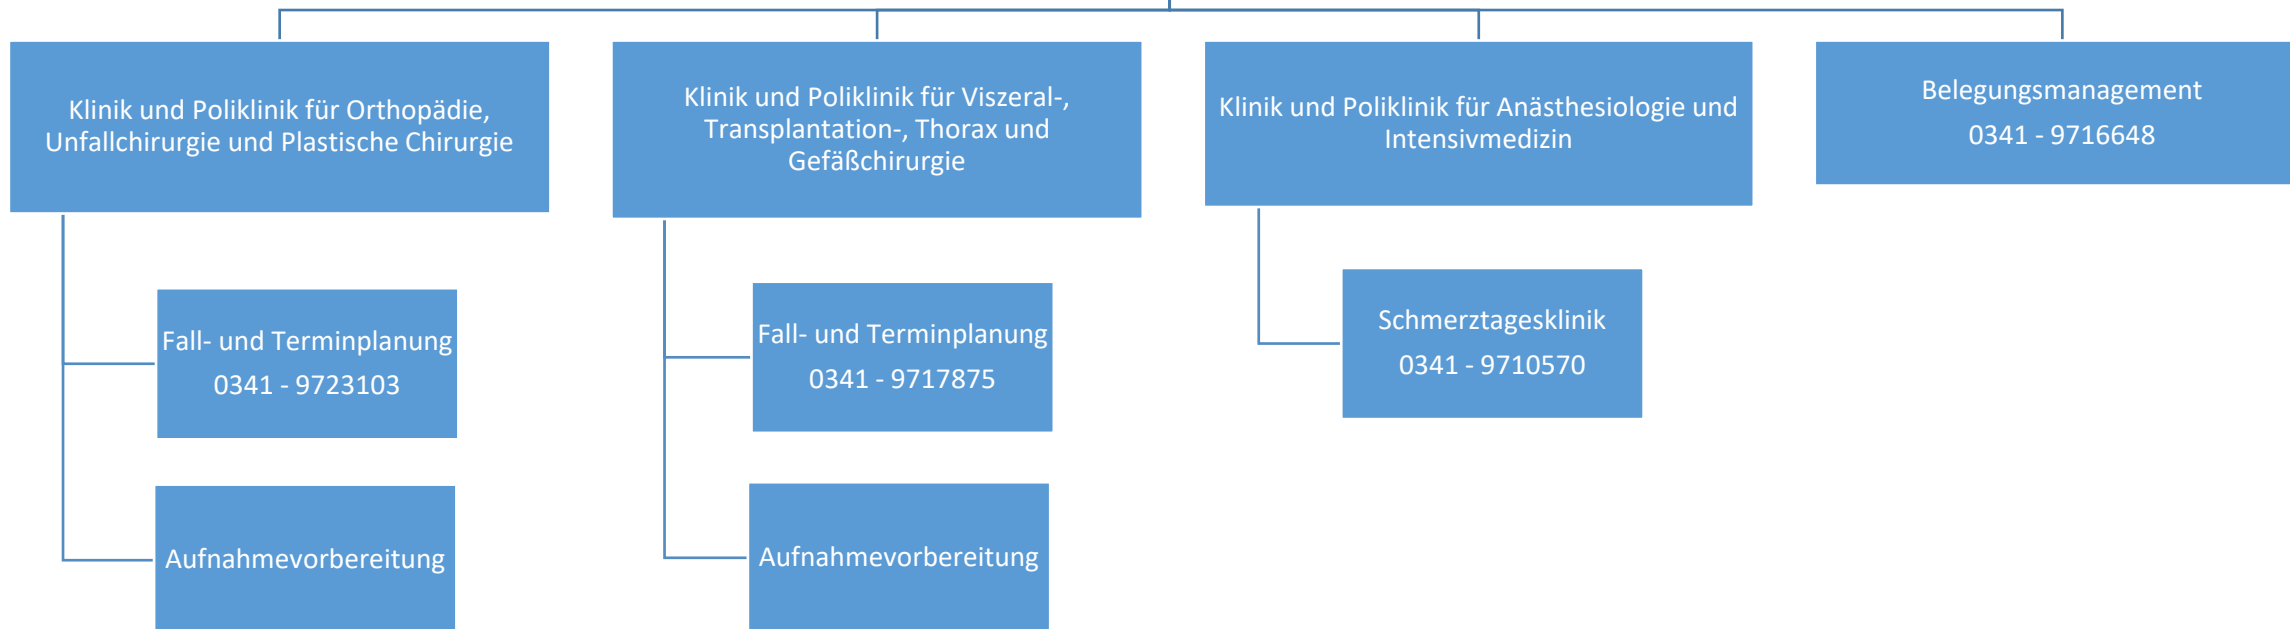 Klinik und Poliklinik für Orthopädie,
Unfallchirurgie und Plastische Chirurgie
Klinik und Poliklinik für Viszeral-,
Transplantation-, Thorax und
Gefäßchirurgie
Klinik und Poliklinik für Anästhesiologie und
Intensivmedizin
Belegungsmanagement
0341 - 9716648
Fall- und Terminplanung
0341 - 9723103
Fall- und Terminplanung
0341 - 9717875
Schmerztagesklinik
0341 - 9710570
Aufnahmevorbereitung
Aufnahmevorbereitung